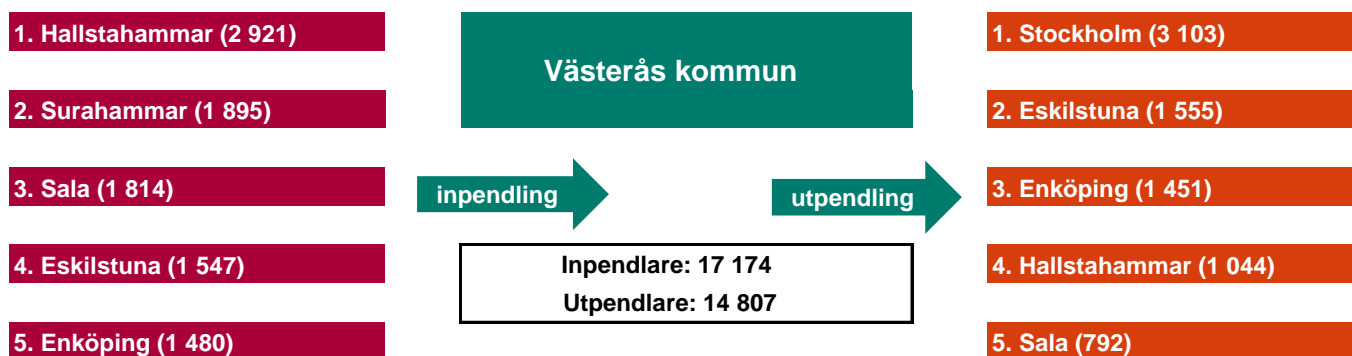 1. Hallstahammar (2 921)
2. Surahammar (1 895)
3. Sala (1 814)
4. Eskilstuna (1 547)
5. Enköping (1 480)
Västerås kommun
inpendling
utpendling
Inpendlare: 17 174
Utpendlare: 14 807
1. Stockholm (3 103)
2. Eskilstuna (1 555)
3. Enköping (1 451)
4. Hallstahammar (1 044)
5. Sala (792)